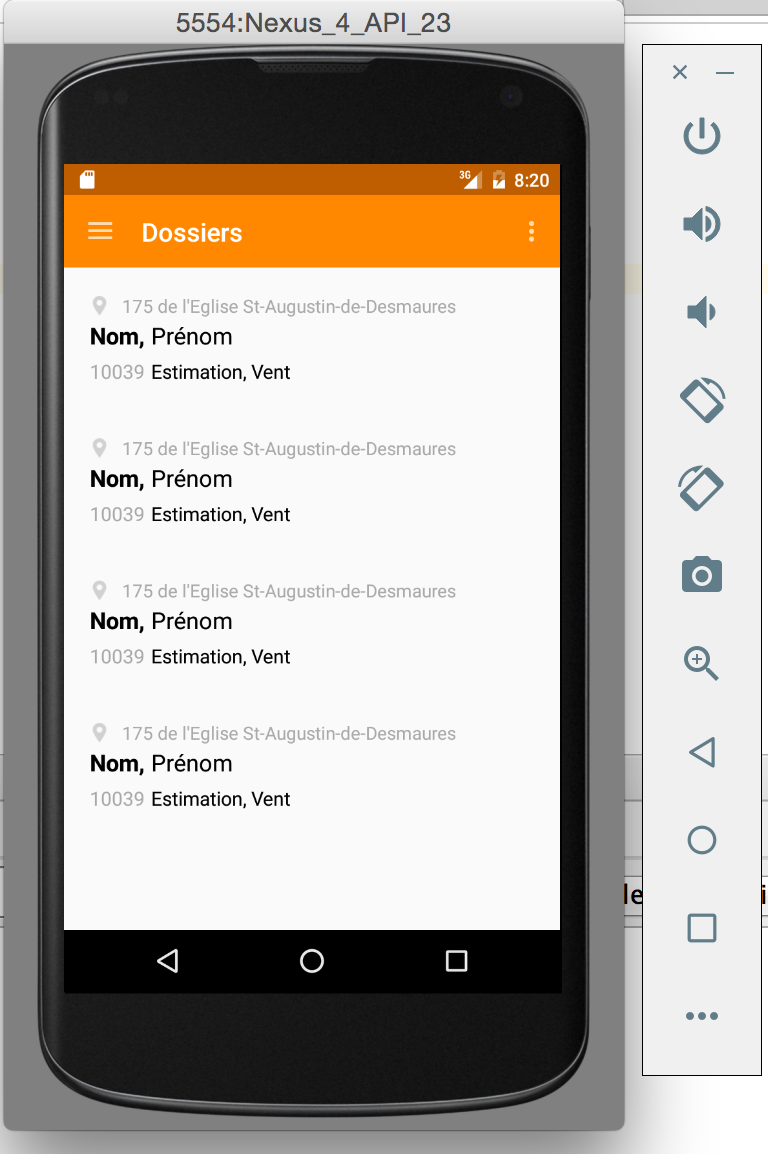 5554:Nexus_4_API_23
3G 8:20
Dossiers
175 de l'Eglise St-Augustin-de-Desmaures
Nom, Prénom
10039 Estimation, Vent
175 de l'Eglise St-Augustin-de-Desmaures
Nom, Prénom
10039 Estimation, Vent
175 de l'Eglise St-Augustin-de-Desmaures
Nom, Prénom
10039 Estimation, Vent
175 de l'Eglise St-Augustin-de-Desmaures
Nom, Prénom
10039 Estimation, Vent